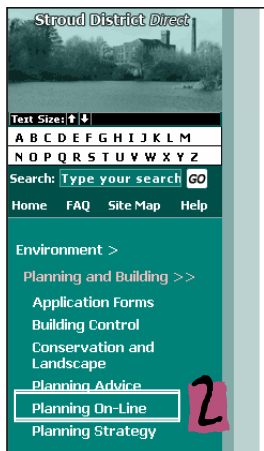 Stroud District Direct
Text Size:
A B C D E F G H I J K L M
N O P Q R S T U V W X Y Z
Search: Type your search GO
Home FAQ Site Map Help
Environment >
Planning and Building >>
Application Forms
Building Control
Conservation and
Landscape
Planning Advice
Planning On-Line 2
Planning Strategy